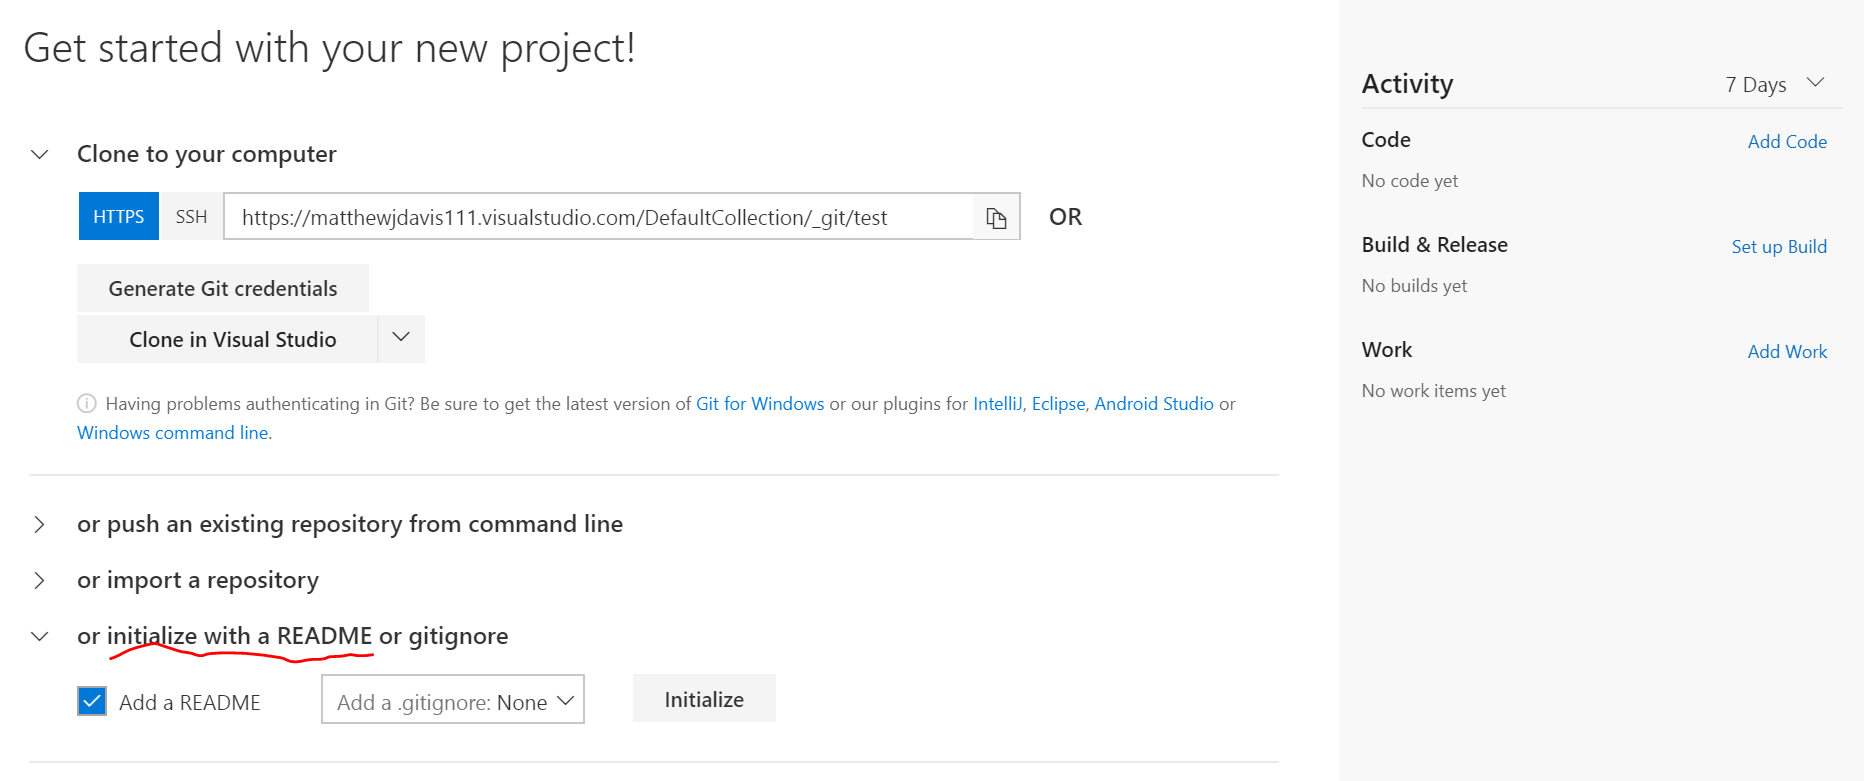 Get started with your new project!
Clone to your computer
HTTPS SSH https://matthewjdavis111.visualstudio.com/DefaultCollection/_git/test OR
Generate Git credentials
Clone in Visual Studio
Having problems authenticating in Git? Be sure to get the latest version of Git for Windows or our plugins for IntelliJ, Eclipse, Android Studio or
Windows command line.
or push an existing repository from command line
or import a repository
or initialize with a README or gitignore
Add a README Add a .gitignore: None Initialize
Activity 7 Days
Code Add Code
No code yet
Build & Release Set up Build
No builds yet
Work Add Work
No work items yet